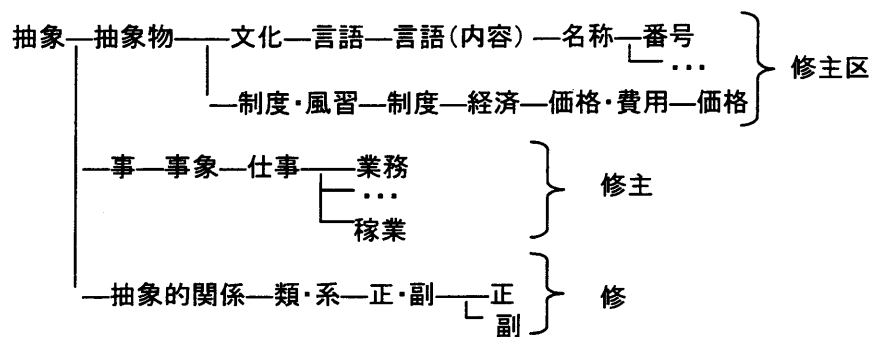 抽象―抽象物――文化―言語―言語(内容)―名称―番号
・・・
修主区
―制度・風習―制度―経済―価格・費用―価格
―事―事象―仕事――業務
・・・
修主
稼業
―抽象的関係―類・系―正・副――正
修
副